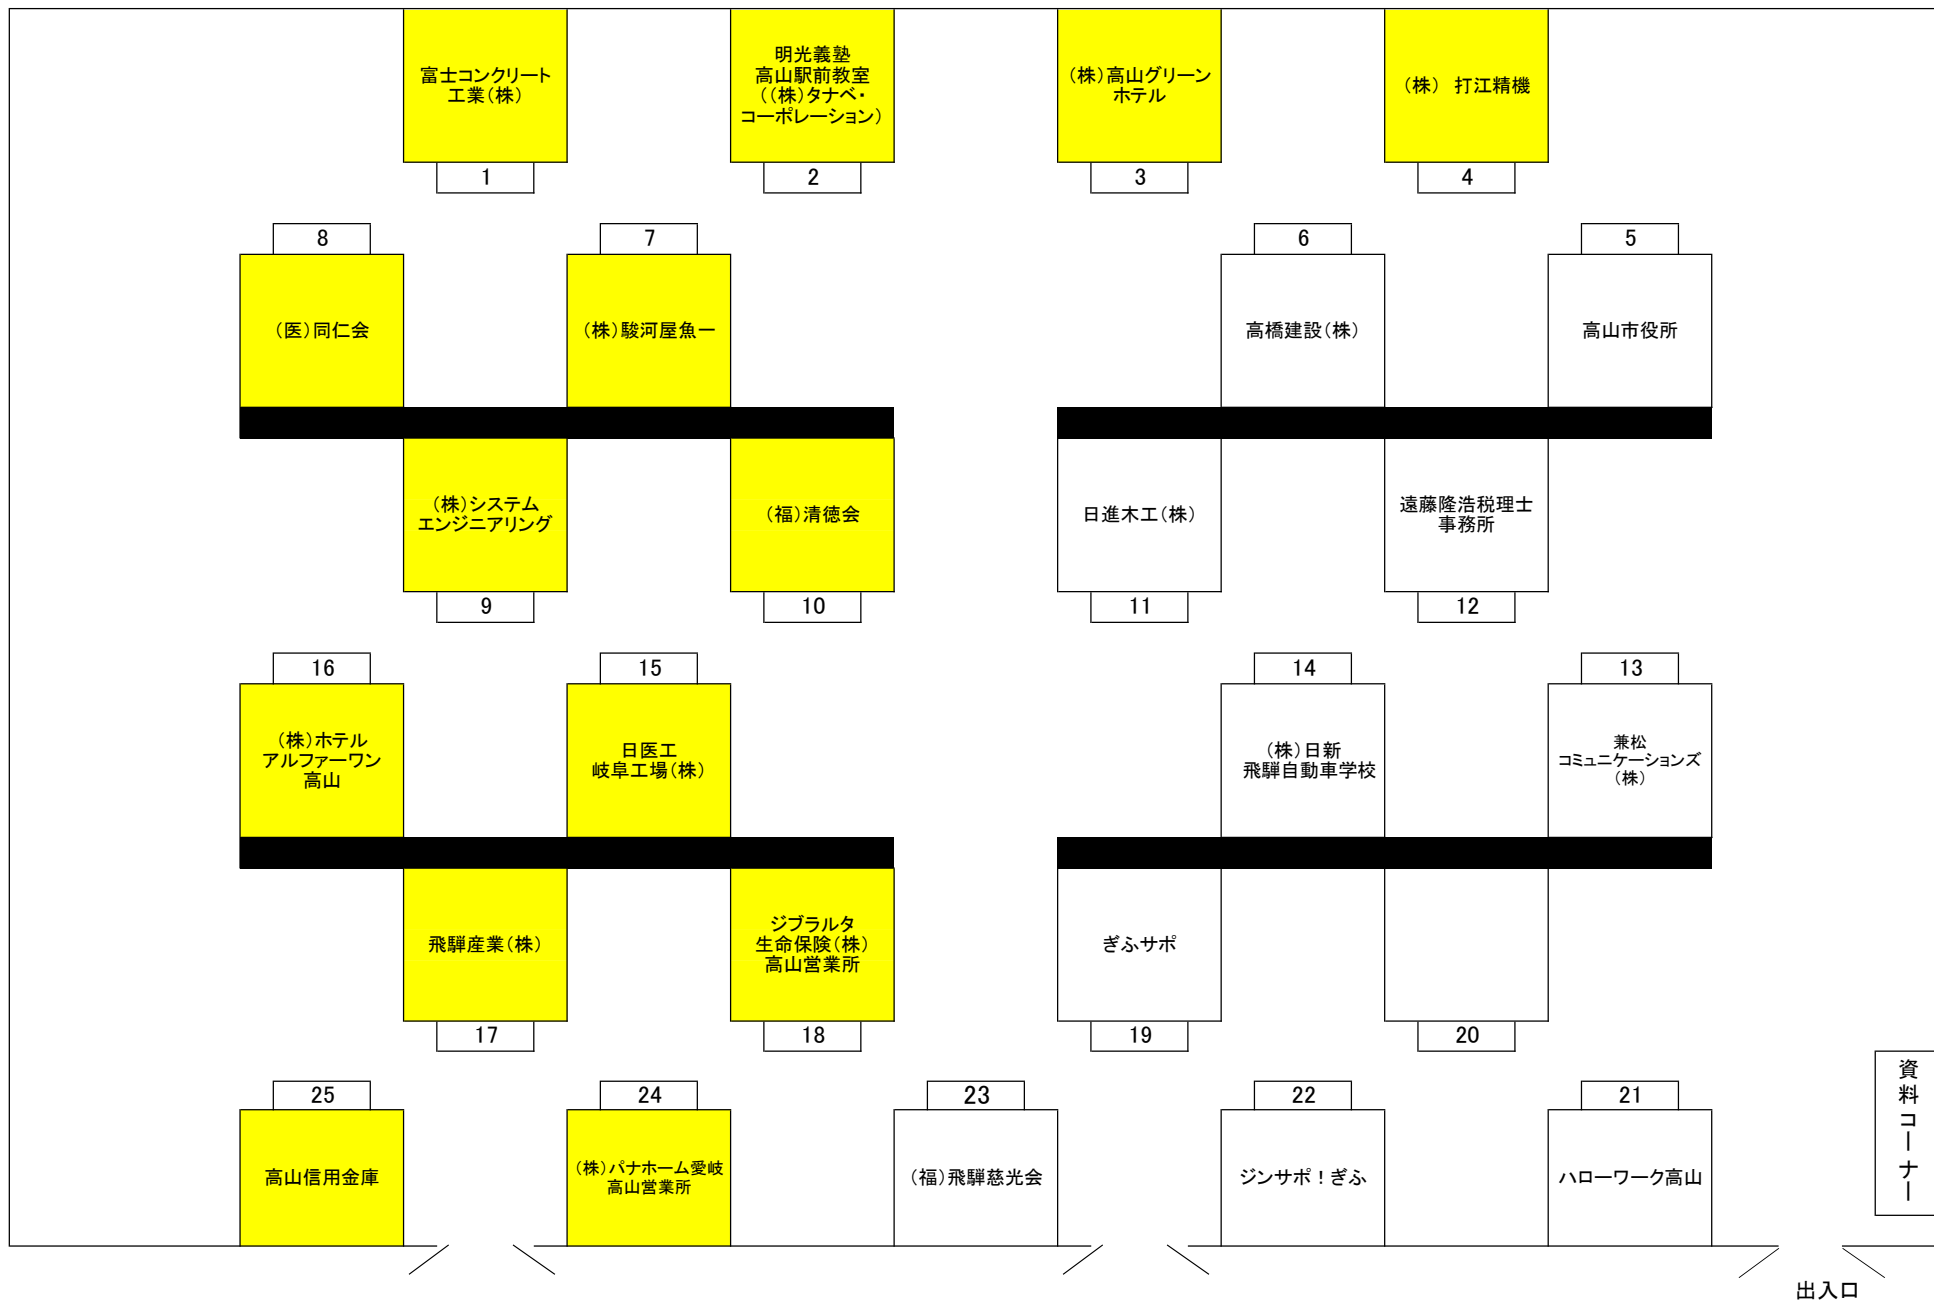 富士コンクリート
工業(株)
明光義塾
高山駅前教室
((株)タナベ・
コーポレーション)
(株)高山グリーン
ホテル
(株) 打江精機
1
2
3
4
8
7
6
5
(医)同仁会
(株)駿河屋魚一
高橋建設(株)
高山市役所
(株)システム
エンジニアリング
(福)清徳会
日進木工(株)
遠藤隆浩税理士
事務所
9
10
11
12
16
15
14
13
(株)ホテル
アルファーワン
高山
日医工
岐阜工場(株)
(株)日新
飛騨自動車学校
兼松
コミュニケーションズ
(株)
飛騨産業(株)
ジブラルタ
生命保険(株)
高山営業所
ぎふサポ
17
18
19
20
25
24
23
22
21
高山信用金庫
(株)パナホーム愛岐
高山営業所
(福)飛騨慈光会
ジンサポ!ぎふ
ハローワーク高山
資料コーナー
出入口